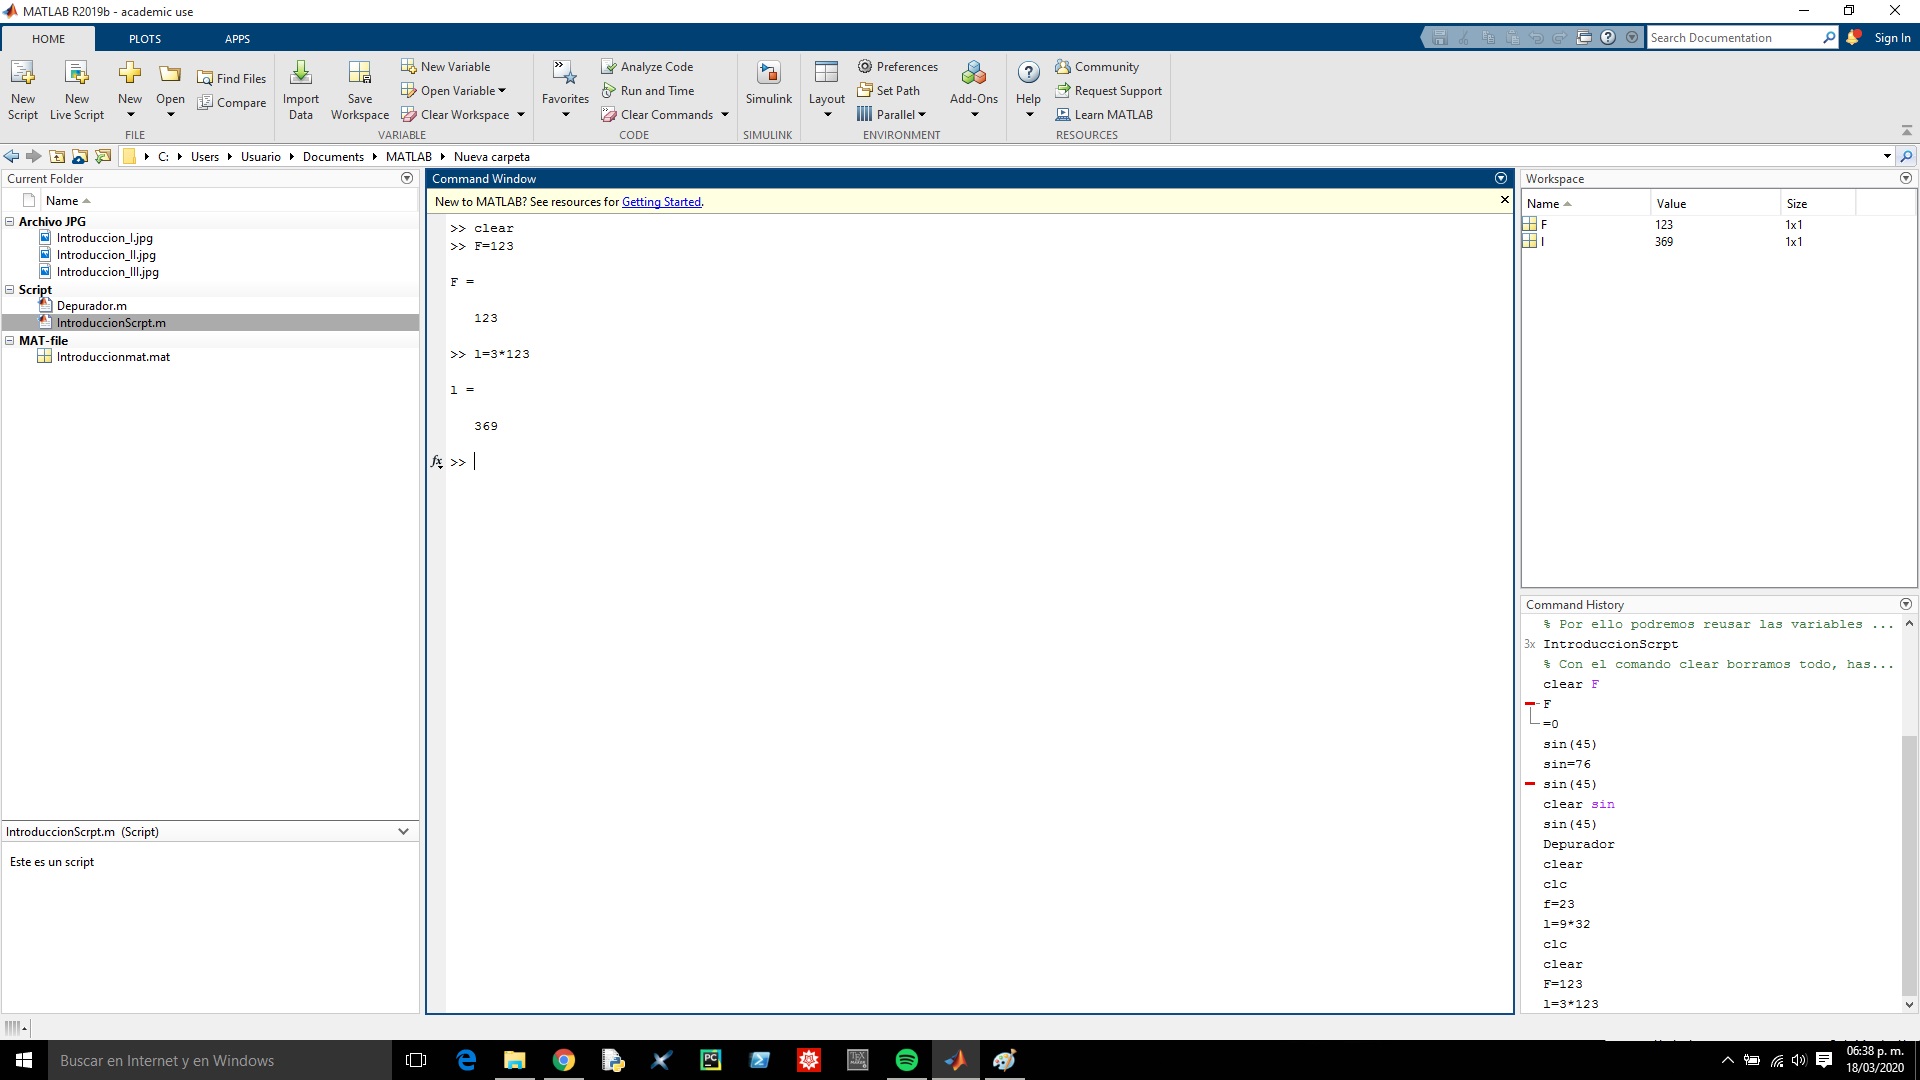 MATLAB R2019b - academic use
HOME PLOTS APPS
Search Documentation
Sign In
New Script
New Live Script
New
Open
Find Files
Compare
FILE
Import Data
Save Workspace
New Variable
Open Variable
Clear Workspace
VARIABLE
Favorites
Analyze Code
Run and Time
Clear Commands
CODE
Simulink
SIMULINK
Layout
Preferences
Set Path
Parallel
Add-Ons
ENVIRONMENT
Help
Community
Request Support
Learn MATLAB
RESOURCES
C: Users Usuario Documents MATLAB Nueva carpeta
Current Folder
Name
Archivo JPG
Introduccion_I.jpg
Introduccion_II.jpg
Introduccion_III.jpg
Script
Depurador.m
IntroduccionScrpt.m
MAT-file
Introduccionmat.mat
IntroduccionScrpt.m (Script)
Este es un script
Command Window
New to MATLAB? See resources for Getting Started.
>> clear
>> F=123
F =
123
>> l=3*123
l =
369
fx >>
Workspace
Name Value Size
F 123 1x1
l 369 1x1
Command History
% Por ello podremos reusar las variables ...
3x IntroduccionScrpt
% Con el comando clear borramos todo, has...
clear F
F
=0
sin(45)
sin=76
sin(45)
clear sin
sin(45)
Depurador
clear
clc
f=23
l=9*32
clc
clear
F=123
l=3*123
Buscar en Internet y en Windows
06:38 p. m.
18/03/2020